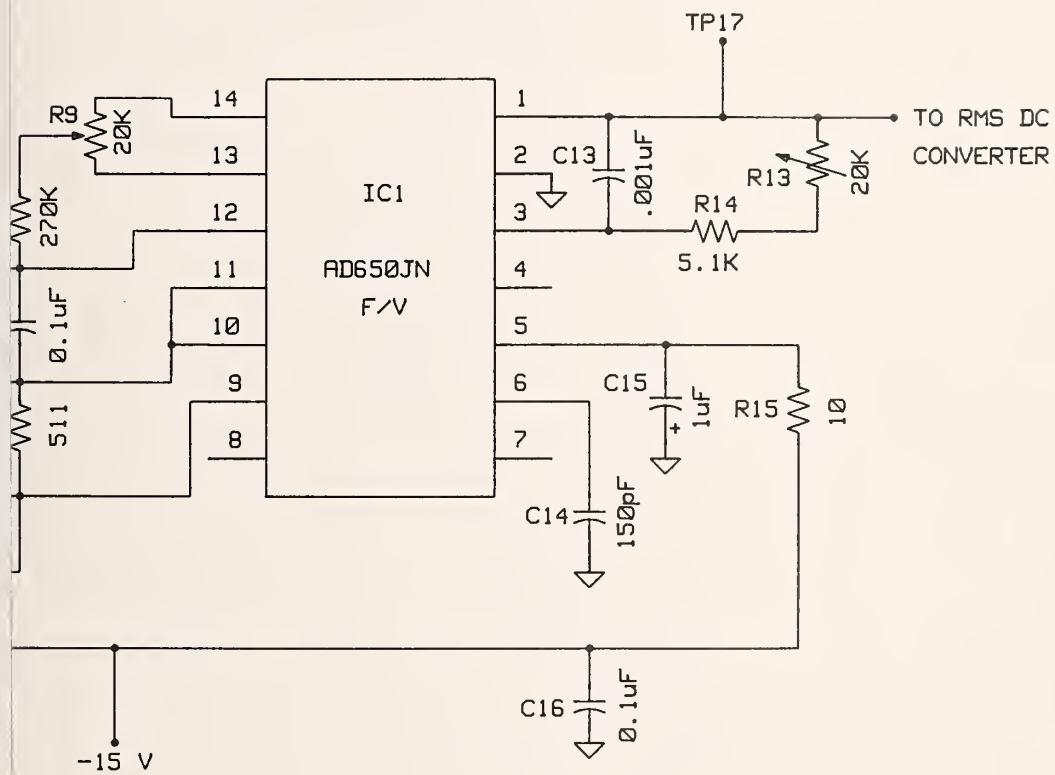 TP17
14
1
R9
20K
TO RMS DC
CONVERTER
13
2
C13
.001uF
R13
20K
270K
12
IC1
3
R14
5.1K
11
AD650JN
F/V
4
0.1uF
10
5
9
6
C15
1uF
+
R15
10
511
8
7
C14
150pF
C16
0.1uF
-15 V